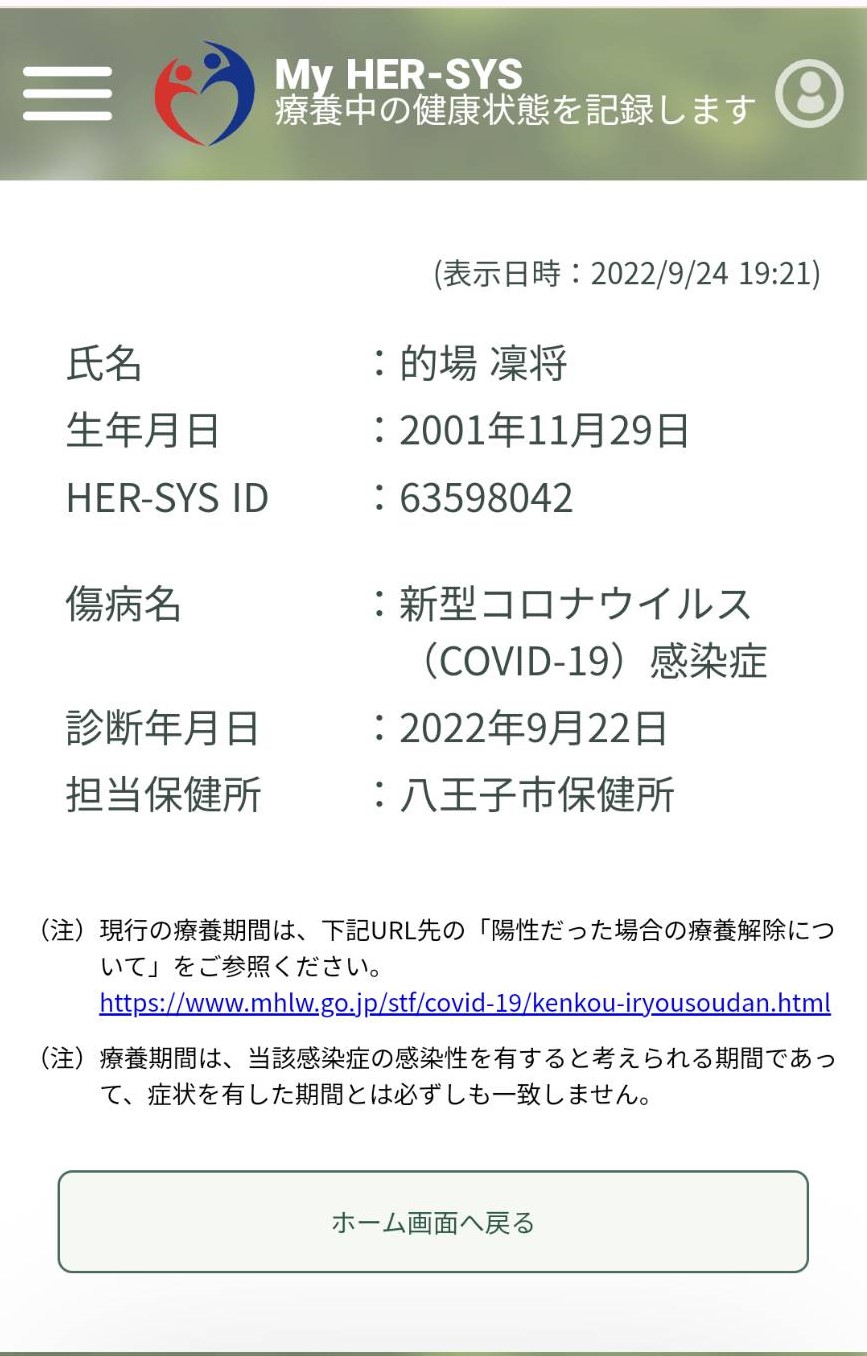 My HER-SYS
療養中の健康状態を記録します
(表示日時：2022/9/24 19:21)
氏名：的場 凜将
生年月日：2001年11月29日
HER-SYS ID：63598042
傷病名：新型コロナウイルス
（COVID-19）感染症
診断年月日：2022年9月22日
担当保健所：八王子市保健所
（注）現行の療養期間は、下記URL先の「陽性だった場合の療養解除につ
いて」をご参照ください。
https://www.mhlw.go.jp/stf/covid-19/kenkou-iryousoudan.html
（注）療養期間は、当該感染症の感染性を有すると考えられる期間であっ
て、症状を有した期間とは必ずしも一致しません。
ホーム画面へ戻る